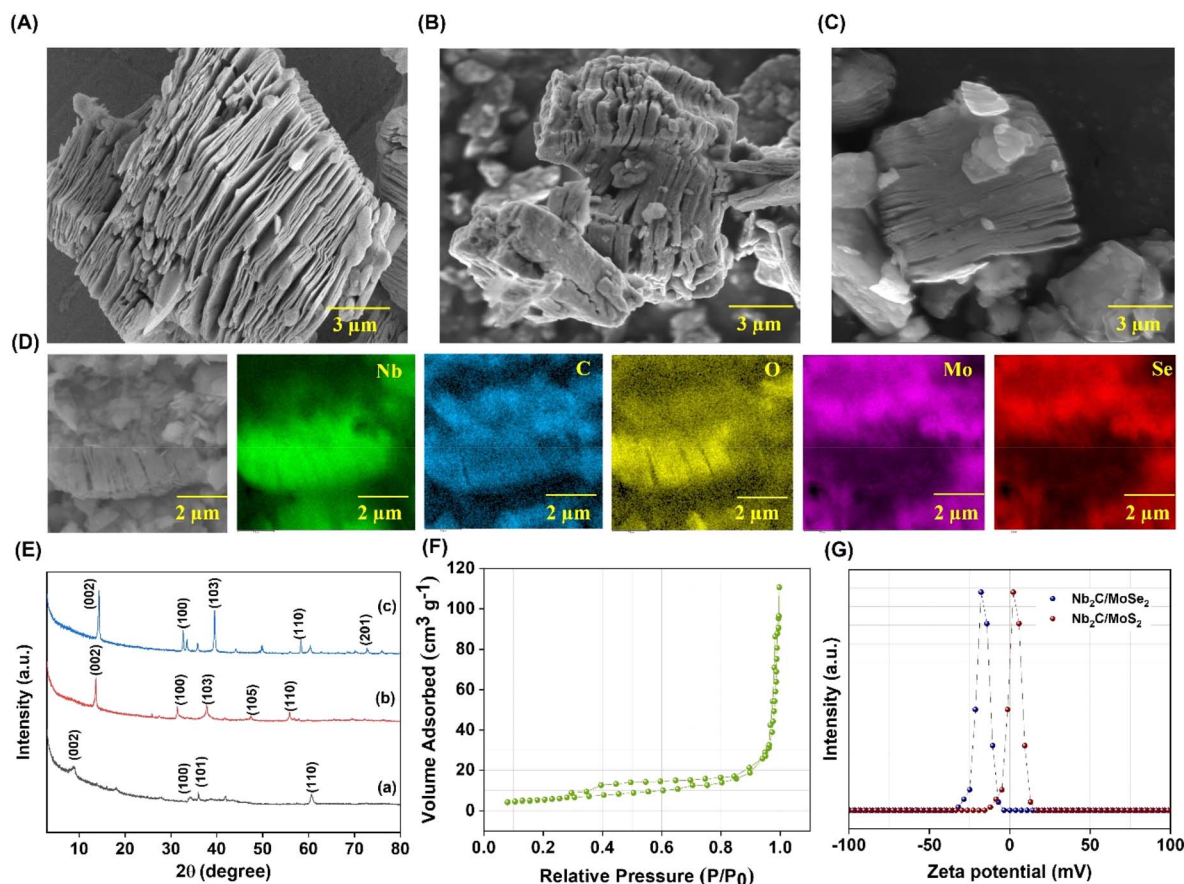 (A)
(B)
(C)
3 µm
3 µm
3 µm
(D)
Nb
C
O
Mo
Se
2 µm
2 µm
2 µm
2 µm
2 µm
2 µm
(E)
Intensity (a.u.)
(002)
(100)
(103)
(110)
(201)
(c)
(002)
(100)
(103)
(105)
(110)
(b)
(002)
(100)
(101)
(110)
(a)
10 20 30 40 50 60 70 80
2θ (degree)
(F)
Volume Adsorbed (cm³ g-1)
120
100
80
60
40
20
0
0.0 0.2 0.4 0.6 0.8 1.0
Relative Pressure (P/P₀)
(G)
Intensity (a.u.)
Nb₂C/MoSe₂
Nb₂C/MoS₂
-100 -50 0 50 100
Zeta potential (mV)